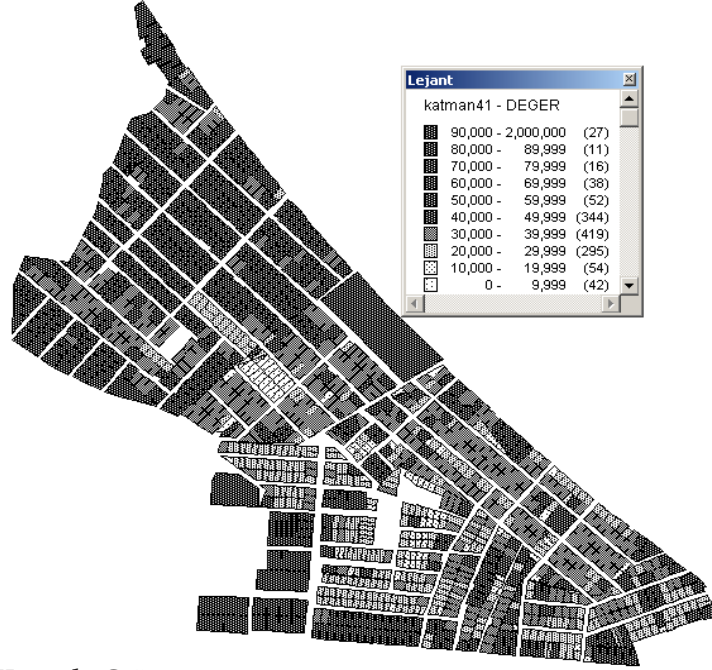 Lejant
katman41 - DEGER
90,000 - 2,000,000 (27)
80,000 - 89,999 (11)
70,000 - 79,999 (16)
60,000 - 69,999 (38)
50,000 - 59,999 (52)
40,000 - 49,999 (344)
30,000 - 39,999 (419)
20,000 - 29,999 (295)
10,000 - 19,999 (54)
0 - 9,999 (42)